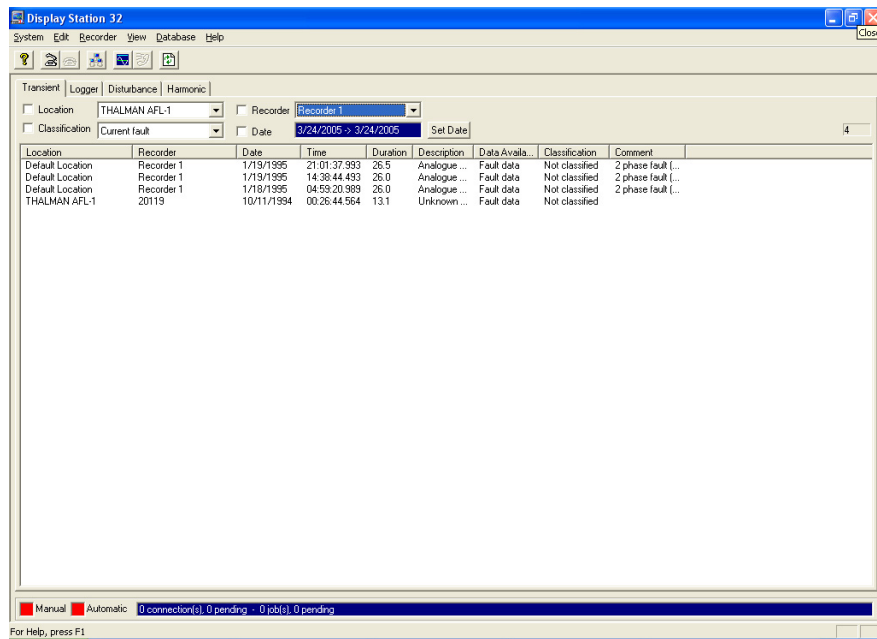 Display Station 32
Close
System Edit Recorder View Database Help
Transient Logger Disturbance Harmonic
Location THALMAN AFL-1 Recorder Recorder 1
Classification Current fault Date 3/24/2005 -> 3/24/2005 Set Date 4
Location Recorder Date Time Duration Description Data Availa... Classification Comment
Default Location Recorder 1 1/19/1995 21:01:37.993 26.5 Analogue ... Fault data Not classified 2 phase fault (...
Default Location Recorder 1 1/19/1995 14:38:44.493 26.0 Analogue ... Fault data Not classified 2 phase fault (...
Default Location Recorder 1 1/18/1995 04:59:20.989 26.0 Analogue ... Fault data Not classified 2 phase fault (...
THALMAN AFL-1 20119 10/11/1994 00:26:44.564 13.1 Unknown ... Fault data Not classified
Manual Automatic 0 connection(s), 0 pending - 0 job(s), 0 pending
For Help, press F1